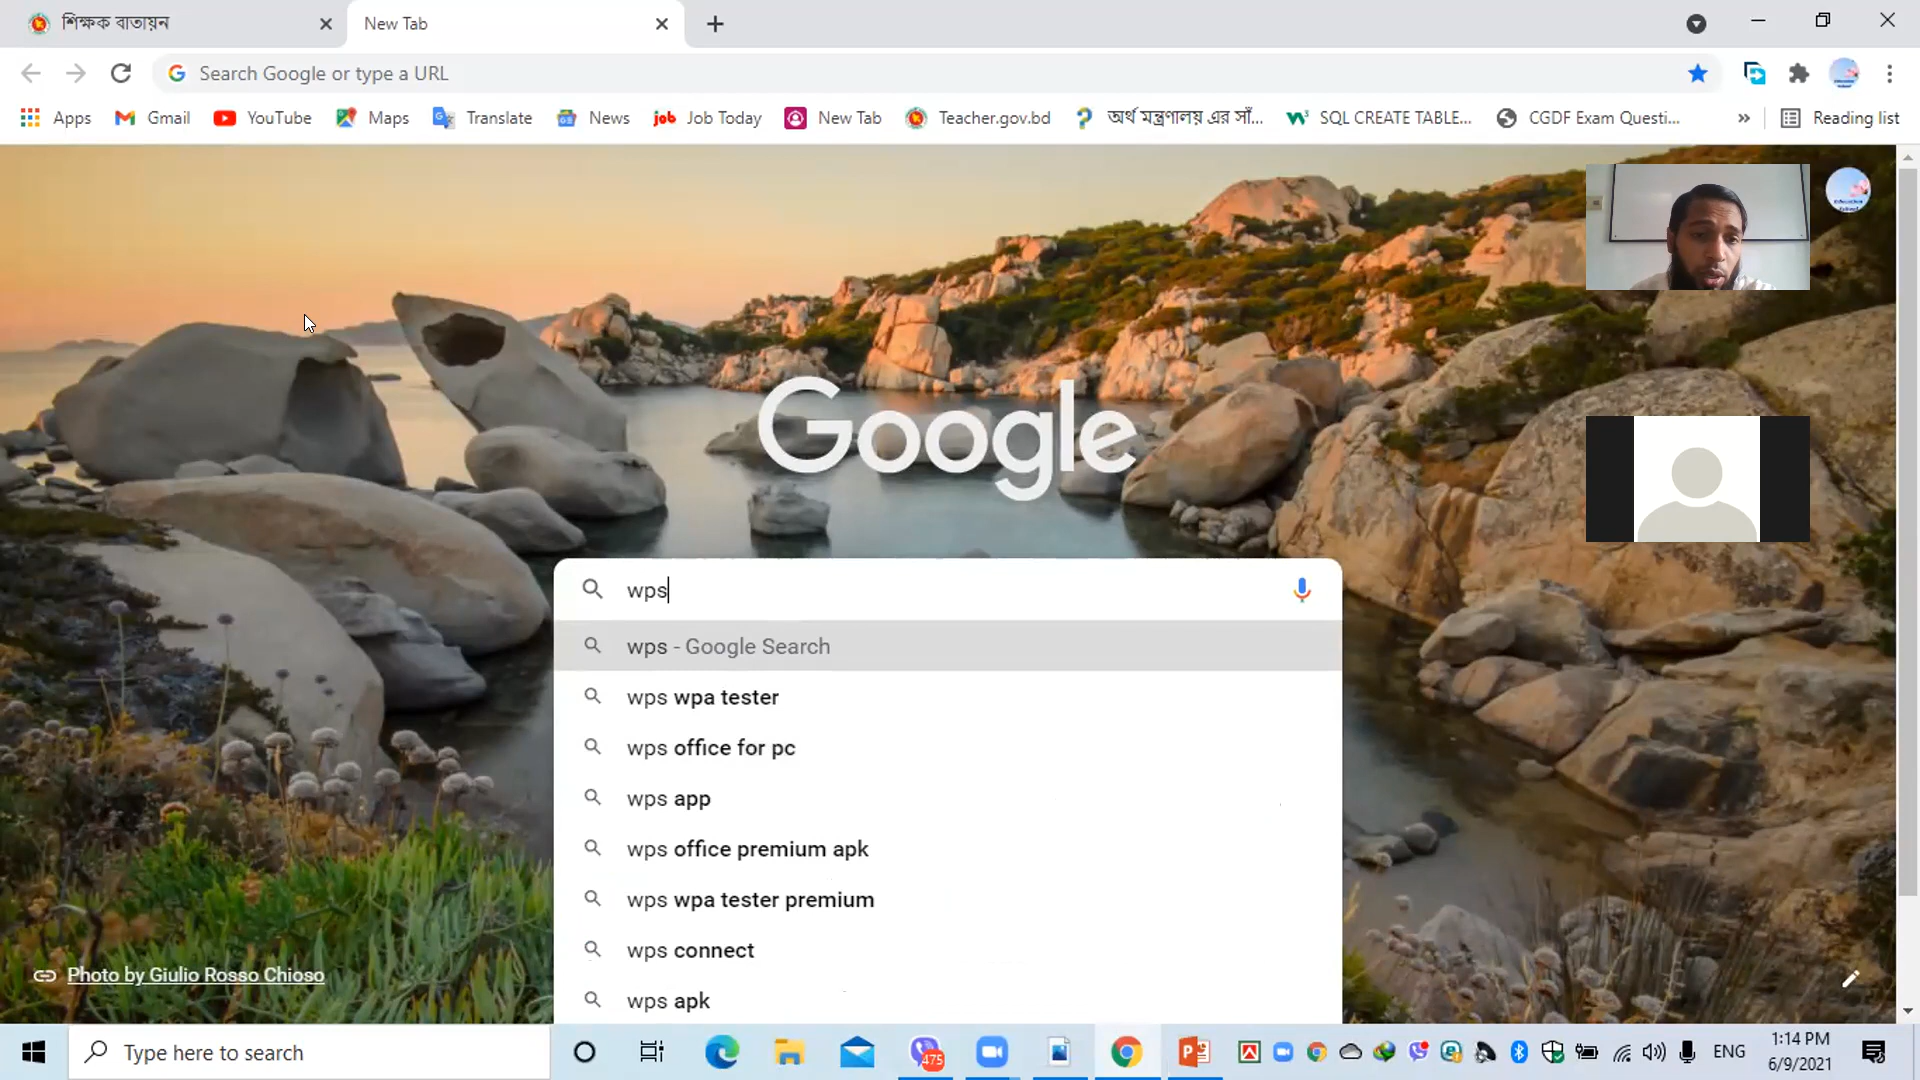 শিক্ষক বাতায়ন
New Tab
Search Google or type a URL
Apps
Gmail
YouTube
Maps
Translate
News
job Job Today
New Tab
Teacher.gov.bd
অর্থ মন্ত্রণালয় এর সাঁ...
SQL CREATE TABLE...
CGDF Exam Questi...
Reading list
Google
wps
wps - Google Search
wps wpa tester
wps office for pc
wps app
wps office premium apk
wps wpa tester premium
wps connect
wps apk
Photo by Giulio Rosso Chioso
Type here to search
475
ENG
1:14 PM
6/9/2021